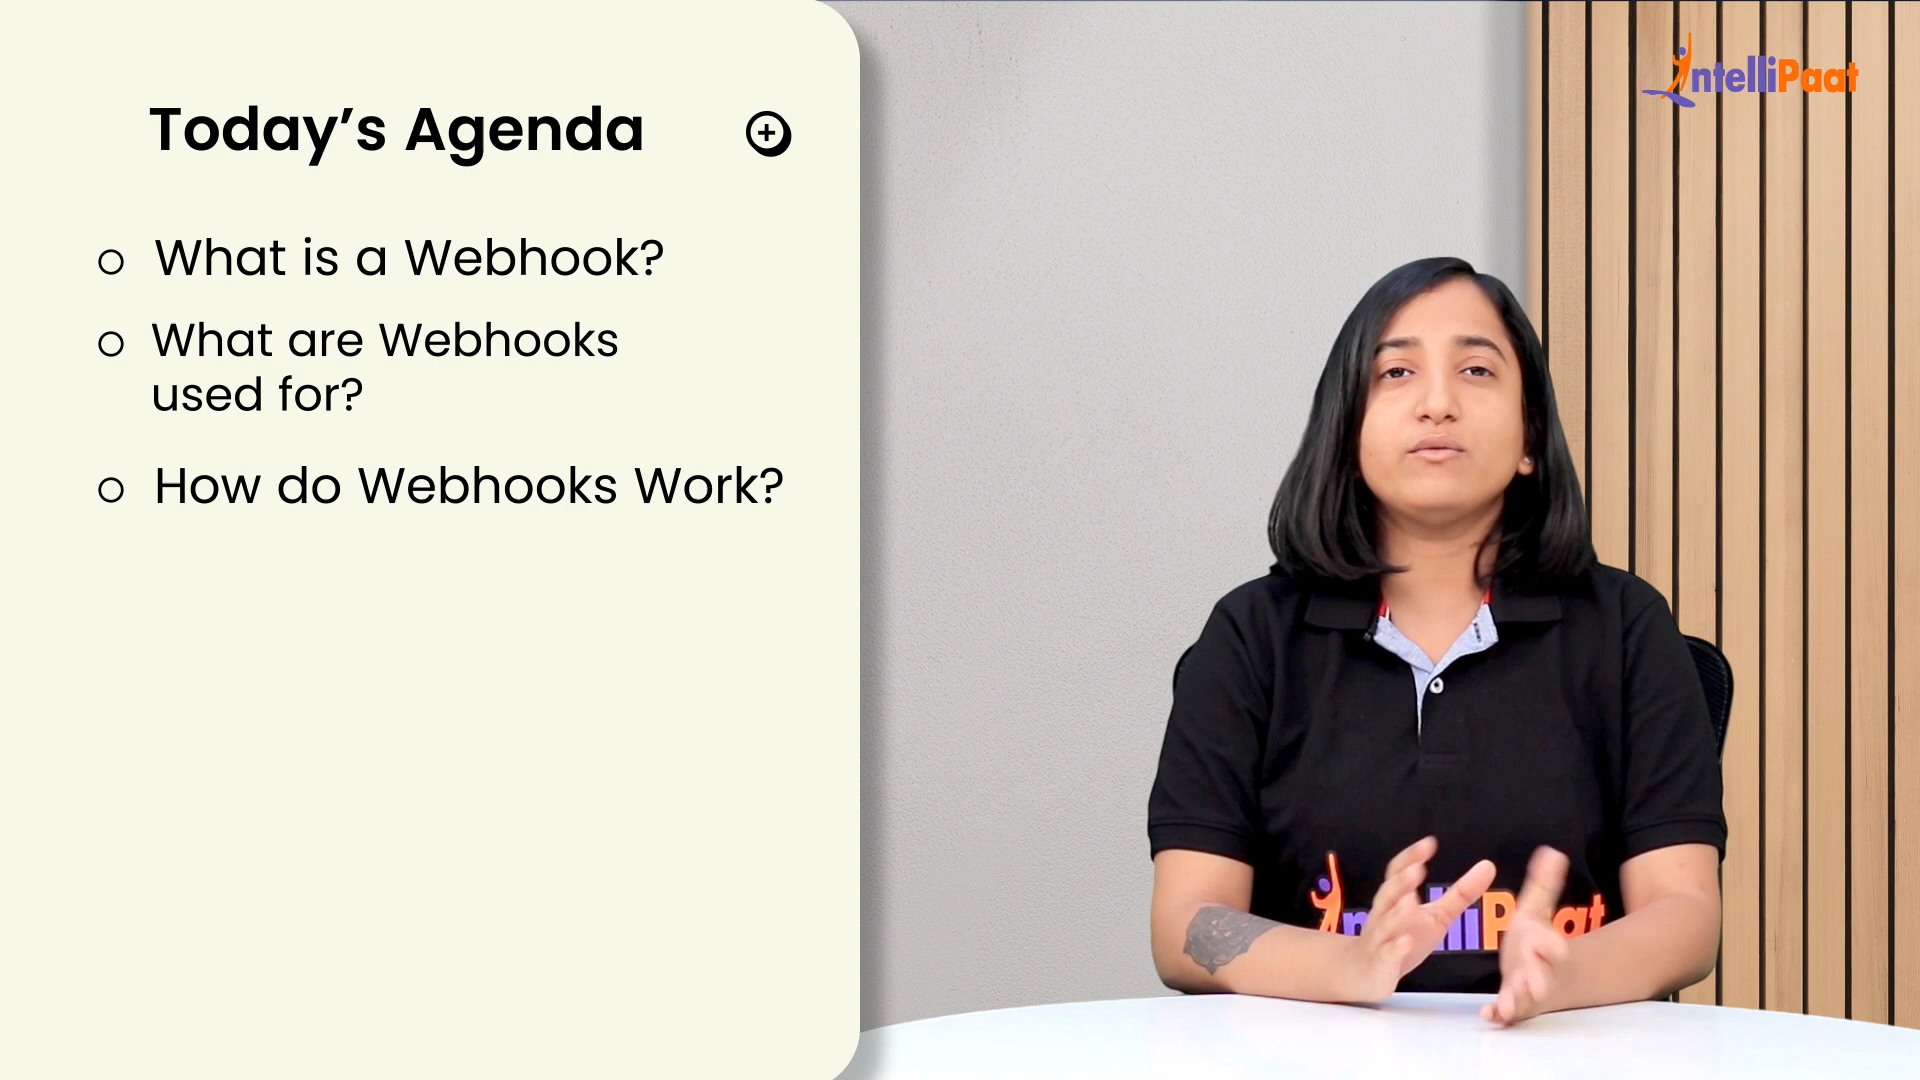 Today’s Agenda
What is a Webhook?
What are Webhooks
used for?
How do Webhooks Work?
IntelliPaat